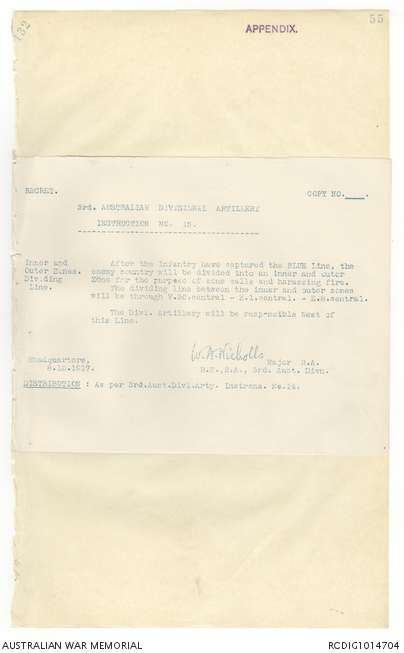 132
APPENDIX.
55
SECRET.
COPY NO.____.
3rd. AUSTRALIAN DIVISIONAL ARTILLERY
INSTRUCTION NO. 15.
Inner and Outer Zones. Dividing Line.
After the Infantry have captured the BLUE Line, the
enemy country will be divided into an inner and outer
Zone for the purpose of zone calls and harassing fire.
The dividing line between the inner and outer zones
will be through central - E.1.central. - central.
The Divl. Artillery will be responsible West of
this Line.
W.A. Nicholls
Headquarters,
Major R.A.
8.10.1917.
B.M.,R.A., 3rd. Aust. Divn.
DISTRIBUTION : As per 3rd.Aust.Divl.Arty. Instrns. No.14.
AUSTRALIAN WAR MEMORIAL
RCDIG1014704